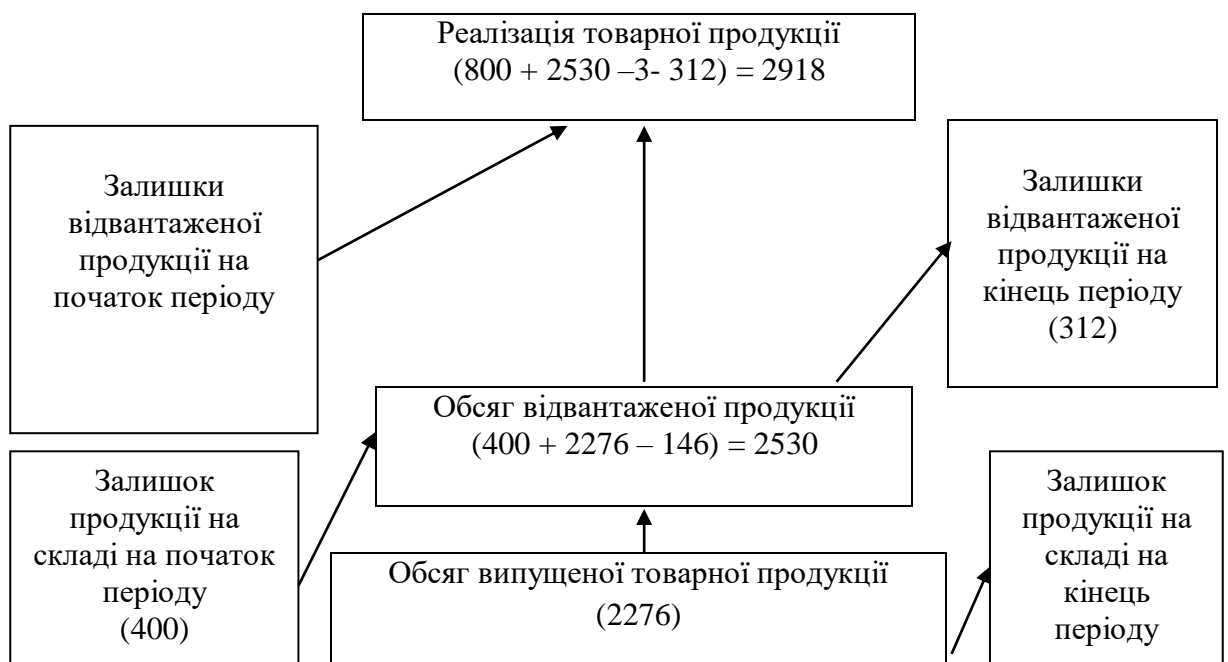 Реалізація товарної продукції
(800 + 2530 –3- 312) = 2918
Залишки
відвантаженої
продукції на
початок періоду
Залишки
відвантаженої
продукції на
кінець періоду
(312)
Обсяг відвантаженої продукції
(400 + 2276 – 146) = 2530
Залишок
продукції на
складі на початок
періоду
(400)
Обсяг випущеної товарної продукції
(2276)
Залишок
продукції на
складі на
кінець
періоду